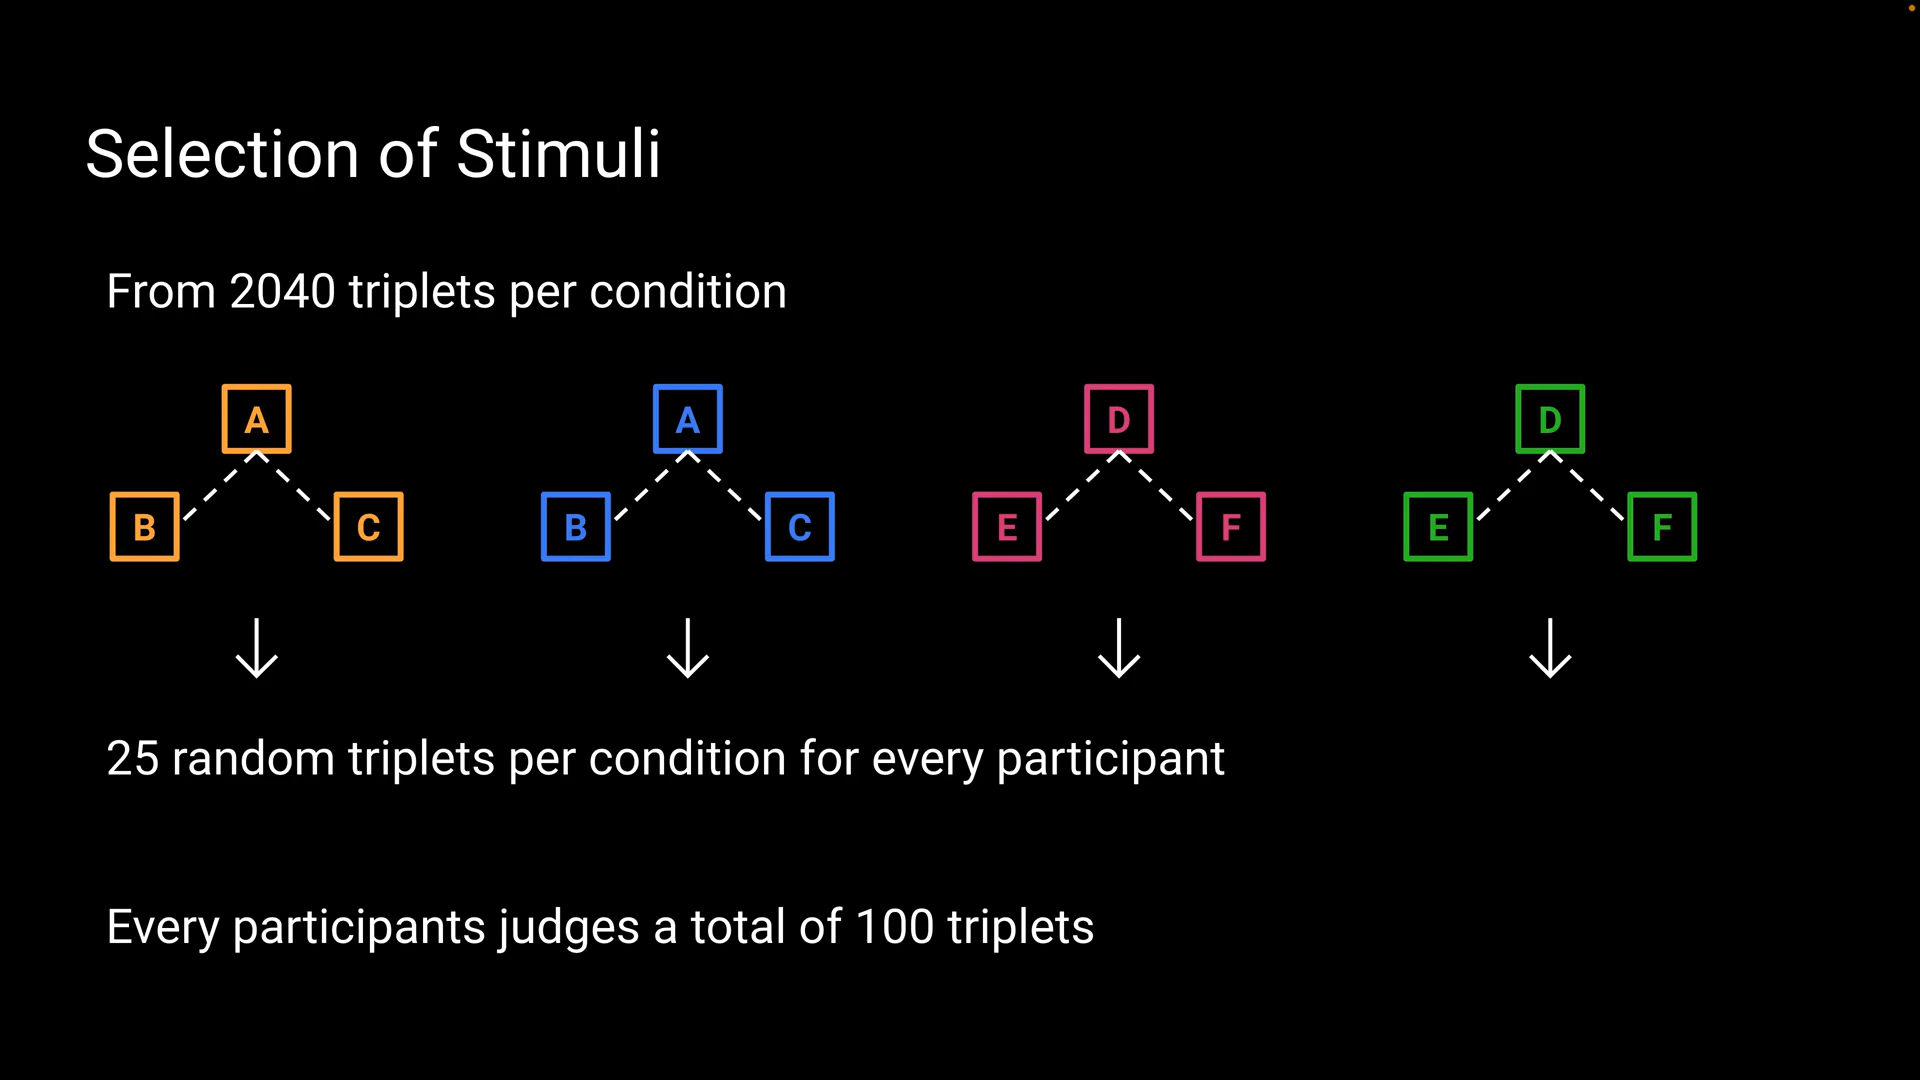 Selection of Stimuli
From 2040 triplets per condition
A A D D
B C B C E F E F
25 random triplets per condition for every participant
Every participants judges a total of 100 triplets